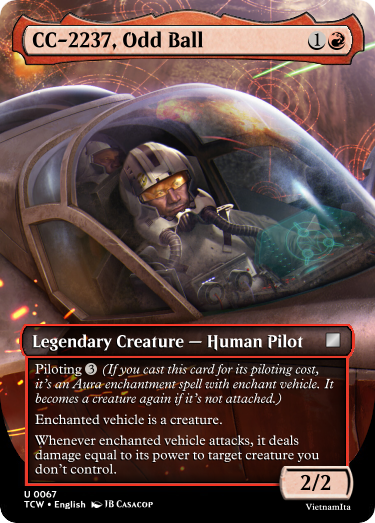 CC-2237, Odd Ball 1
Legendary Creature — Human Pilot
Piloting 3 (If you cast this card for its piloting cost,
it's an Aura enchantment spell with enchant vehicle. It
becomes a creature again if it's not attached.)
Enchanted vehicle is a creature.
Whenever enchanted vehicle attacks, it deals
damage equal to its power to target creature you
don't control.
2/2
U 0067
TCW • English JB Casacop
VietnamIta